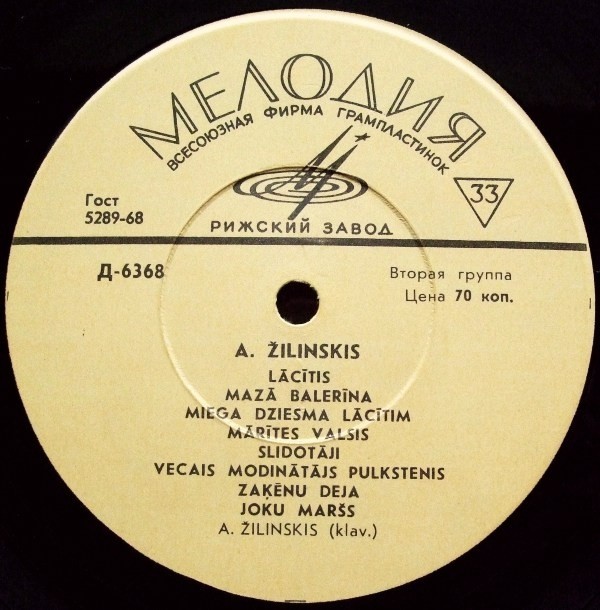 МЕЛОДИЯ
ВСЕСОЮЗНАЯ ФИРМА ГРАМПЛАСТИНОК
33
Гост
5289-68
РИЖСКИЙ ЗАВОД
Д-6368
Вторая группа
Цена 70 коп.
A. ŽILINSKIS
LĀCĪTIS
MAZĀ BALERĪNA
MIEGA DZIESMA LĀCĪTIM
MĀRĪTES VALSIS
SLIDOTĀJI
VECAIS MODINĀTĀJS PULKSTENIS
ZAĶĒNU DEJA
JOKU MARŠS
A. ŽILINSKIS (klav.)